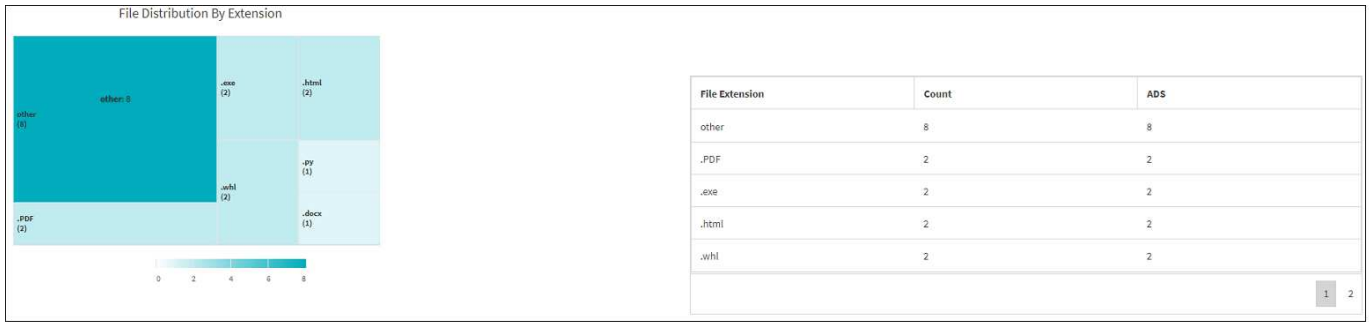 File Distribution By Extension
other: 8
other
(8)
.exe
(2)
.html
(2)
.whl
(2)
.py
(1)
.docx
(1)
.PDF
(2)
0 2 4 6 8
File Extension Count ADS
other 8 8
.PDF 2 2
.exe 2 2
.html 2 2
.whl 2 2
1 2